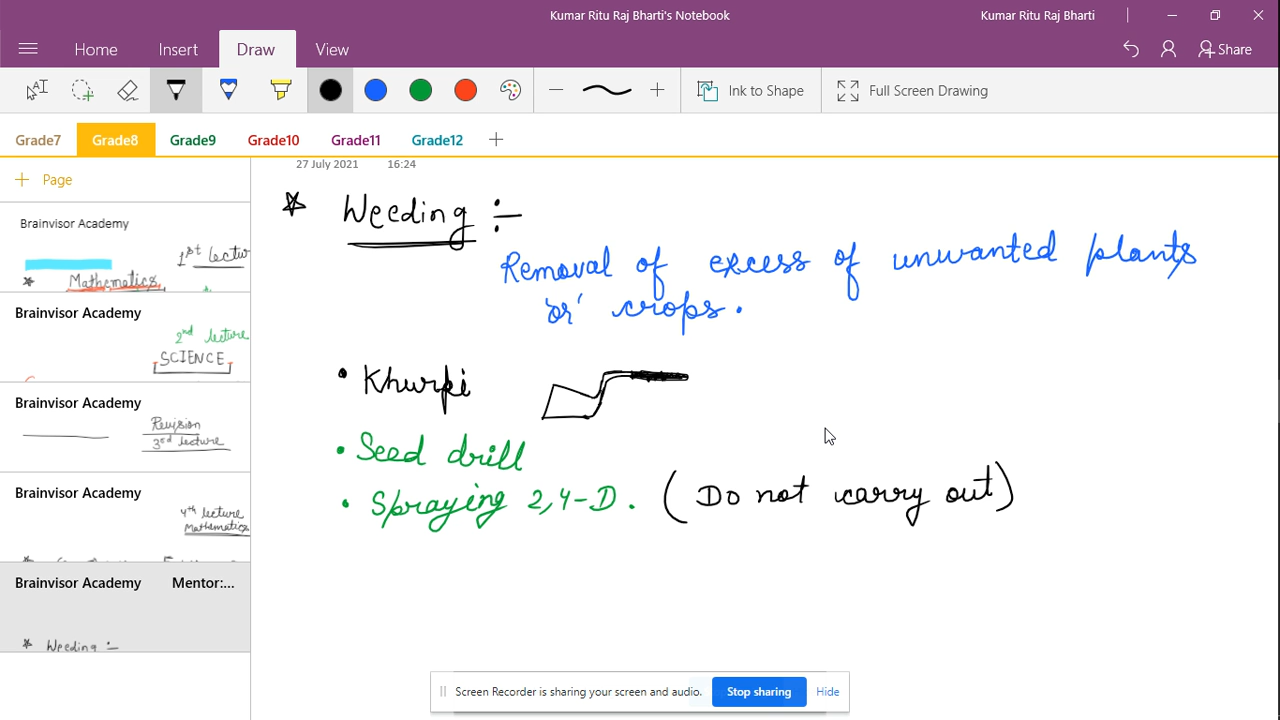 Kumar Ritu Raj Bharti's Notebook
Kumar Ritu Raj Bharti
Home Insert Draw View
Share
Ink to Shape
Full Screen Drawing
Grade7 Grade8 Grade9 Grade10 Grade11 Grade12
Page
Brainvisor Academy
1st lectur
Mathematics
Brainvisor Academy
2nd lecture
SCIENCE
Brainvisor Academy
Revision
3rd lecture
Brainvisor Academy
4th lecture
Mathematics
Brainvisor Academy Mentor:...
Weeding :-
27 July 2021 16:24
Weeding :-
Removal of excess of unwanted plants
'or' crops.
• Khurpi
• Seed drill
• Spraying 2,4-D. (Do not carry out)
Screen Recorder is sharing your screen and audio.
Stop sharing
Hide